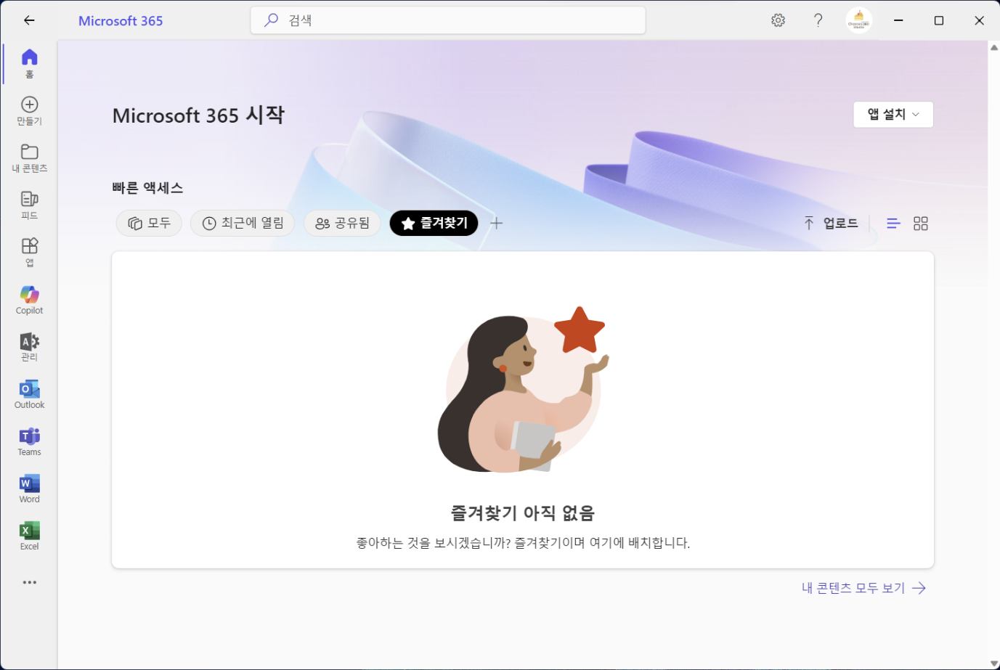 Microsoft 365
검색
홈
만들기
내 콘텐츠
피드
앱
Copilot
관리
Outlook
Teams
Word
Excel
Microsoft 365 시작
앱 설치
빠른 액세스
모두
최근에 열림
공유됨
즐겨찾기
업로드
즐겨찾기 아직 없음
좋아하는 것을 보시겠습니까? 즐겨찾기이며 여기에 배치합니다.
내 콘텐츠 모두 보기